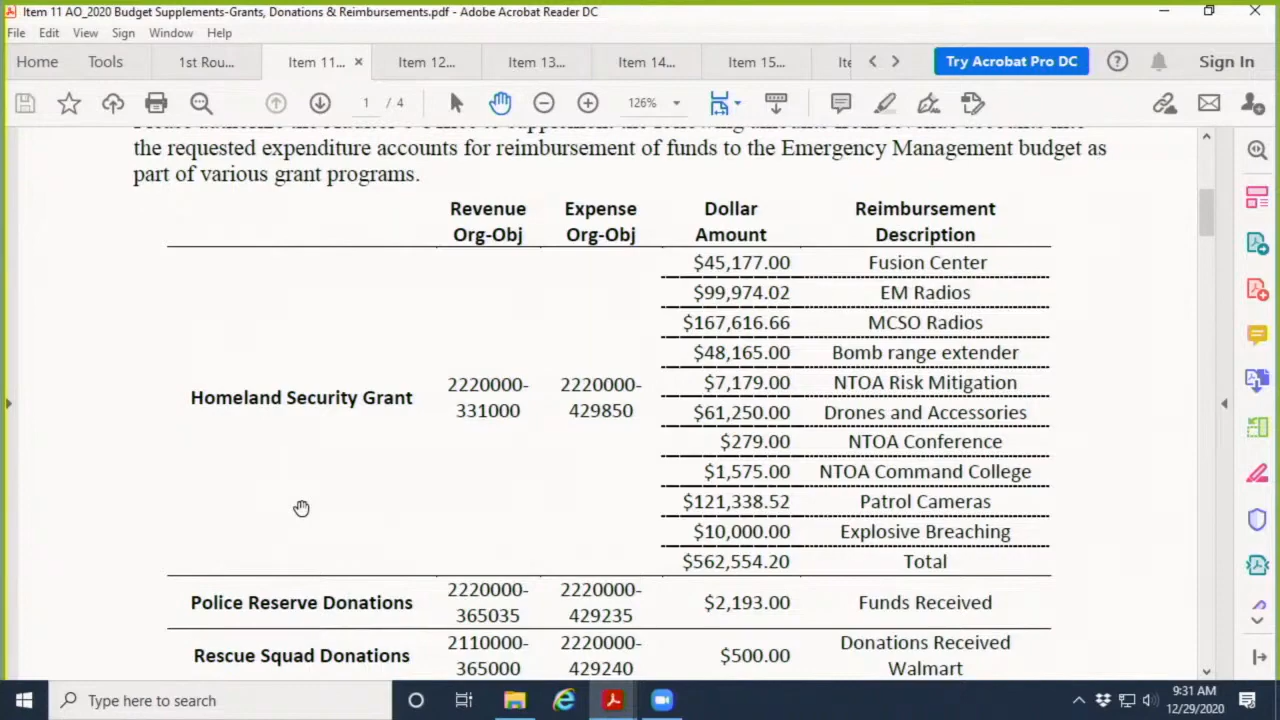 Item 11 AO_2020 Budget Supplements-Grants, Donations & Reimbursements.pdf - Adobe Acrobat Reader DC
File Edit View Sign Window Help
Home Tools 1st Rou... Item 11... × Item 12... Item 13... Item 14... Item 15... Ite Try Acrobat Pro DC Sign In
1 / 4 126%
the requested expenditure accounts for reimbursement of funds to the Emergency Management budget as
part of various grant programs.
Revenue Expense Dollar Reimbursement
Org-Obj Org-Obj Amount Description
$45,177.00 Fusion Center
$99,974.02 EM Radios
$167,616.66 MCSO Radios
$48,165.00 Bomb range extender
Homeland Security Grant 2220000-331000 2220000-429850 $7,179.00 NTOA Risk Mitigation
$61,250.00 Drones and Accessories
$279.00 NTOA Conference
$1,575.00 NTOA Command College
$121,338.52 Patrol Cameras
$10,000.00 Explosive Breaching
$562,554.20 Total
Police Reserve Donations 2220000-365035 2220000-429235 $2,193.00 Funds Received
Rescue Squad Donations 2110000-365000 2220000-429240 $500.00 Donations Received Walmart
Type here to search
9:31 AM
12/29/2020